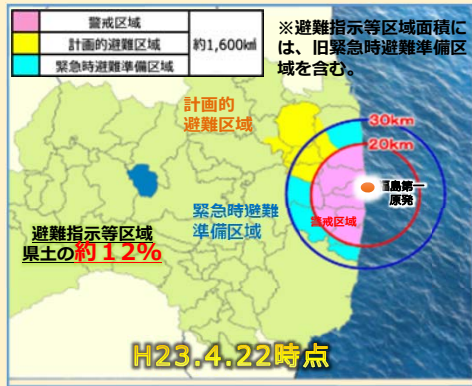 警戒区域
計画的避難区域
緊急時避難準備区域
約1,600㎢
※避難指示等区域面積に
は、旧緊急時避難準備区
域を含む。
計画的
避難区域
30km
20km
福島第一
原発
緊急時避難
準備区域
警戒区域
避難指示等区域
県土の約１２％
H23.4.22時点